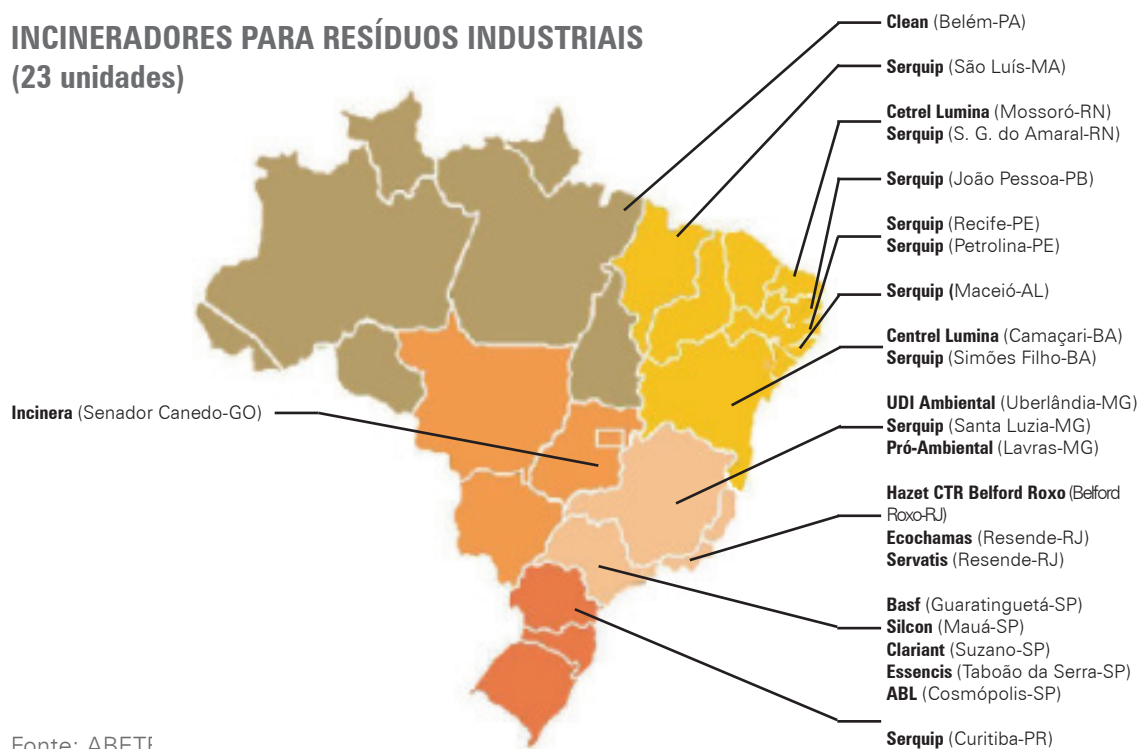 INCINERADORES PARA RESÍDUOS INDUSTRIAIS
(23 unidades)
Clean (Belém-PA)
Serquip (São Luís-MA)
Cetrel Lumina (Mossoró-RN)
Serquip (S. G. do Amaral-RN)
Serquip (João Pessoa-PB)
Serquip (Recife-PE)
Serquip (Petrolina-PE)
Serquip (Maceió-AL)
Centrel Lumina (Camaçari-BA)
Serquip (Simões Filho-BA)
Incinera (Senador Canedo-GO)
UDI Ambiental (Uberlândia-MG)
Serquip (Santa Luzia-MG)
Pró-Ambiental (Lavras-MG)
Hazet CTR Belford Roxo (Belford
Roxo-RJ)
Ecochamas (Resende-RJ)
Servatis (Resende-RJ)
Basf (Guaratinguetá-SP)
Silcon (Mauá-SP)
Clariant (Suzano-SP)
Essencis (Taboão da Serra-SP)
ABL (Cosmópolis-SP)
Serquip (Curitiba-PR)
Fonte: